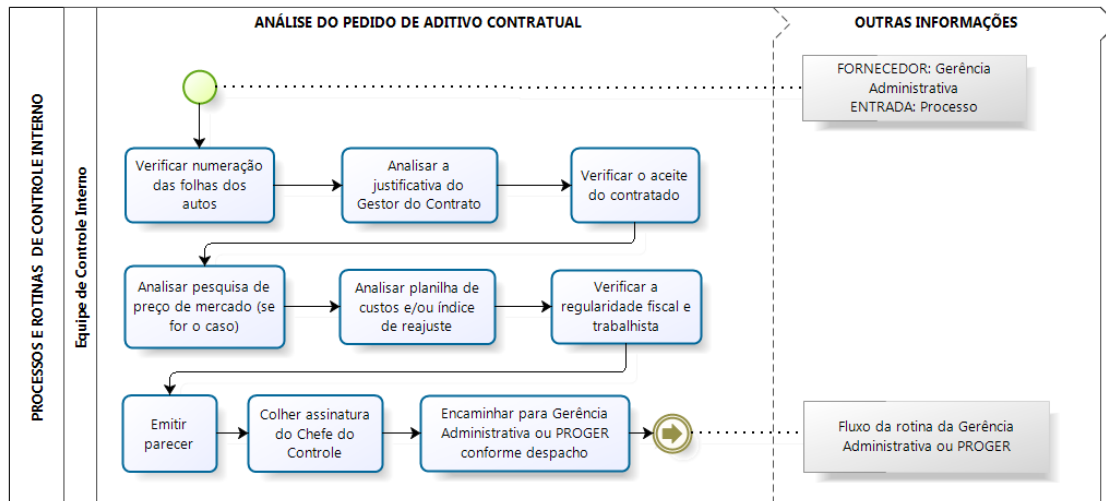 ANÁLISE DO PEDIDO DE ADITIVO CONTRATUAL
OUTRAS INFORMAÇÕES
PROCESSOS E ROTINAS DE CONTROLE INTERNO
Equipe de Controle Interno
FORNECEDOR: Gerência
Administrativa
ENTRADA: Processo
Verificar numeração
das folhas dos
autos
Analisar a
justificativa do
Gestor do Contrato
Verificar o aceite
do contratado
Analisar pesquisa de
preço de mercado (se
for o caso)
Analisar planilha de
custos e/ou índice
de reajuste
Verificar a
regularidade fiscal e
trabalhista
Emitir
parecer
Colher assinatura
do Chefe do
Controle
Encaminhar para Gerência
Administrativa ou PROGER
conforme despacho
Fluxo da rotina da Gerência
Administrativa ou PROGER